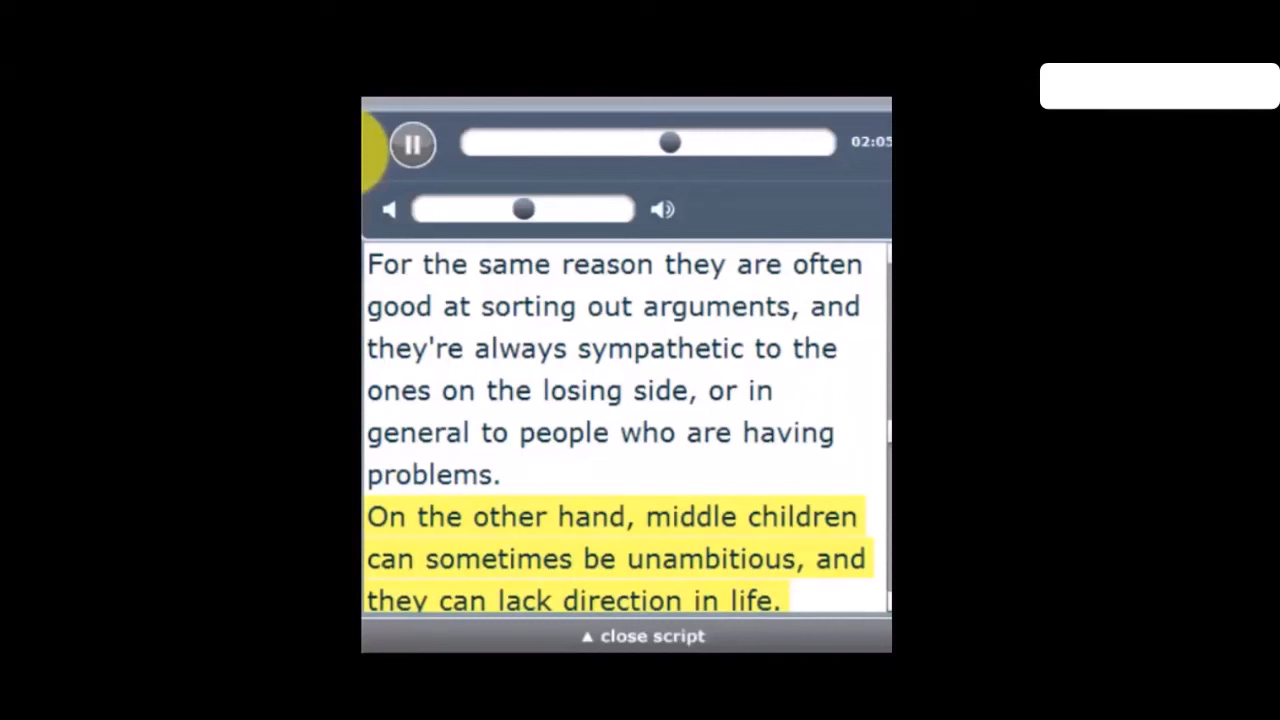 02:05
For the same reason they are often
good at sorting out arguments, and
they're always sympathetic to the
ones on the losing side, or in
general to people who are having
problems.
On the other hand, middle children
can sometimes be unambitious, and
they can lack direction in life.
▲ close script